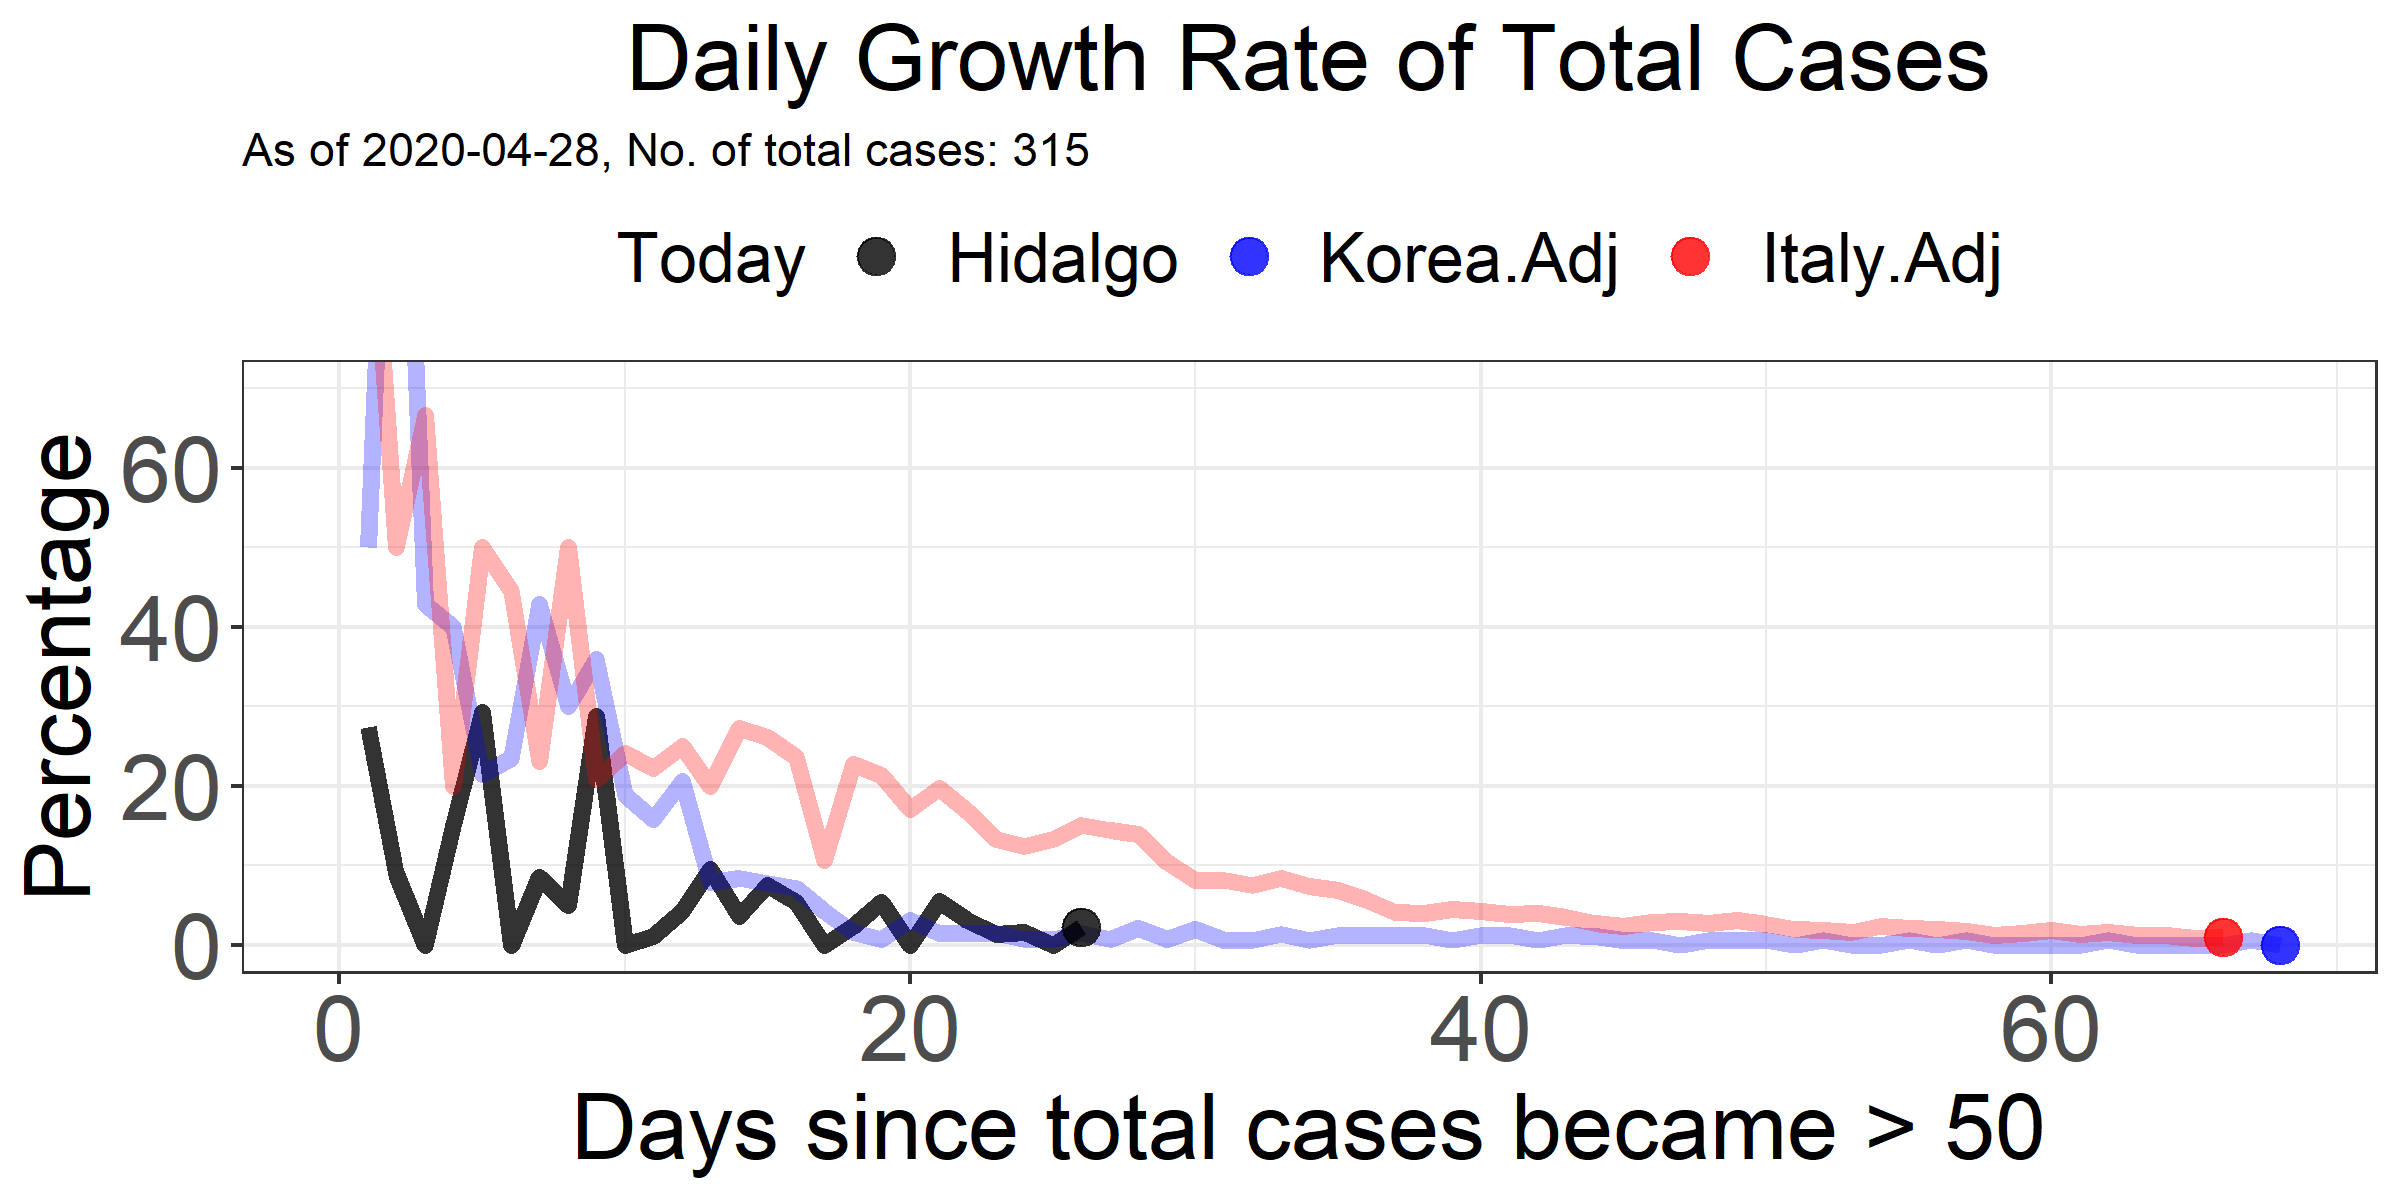 Daily Growth Rate of Total Cases
As of 2020-04-28, No. of total cases: 315
Today Hidalgo Korea.Adj Italy.Adj
Percentage
60
40
20
0
0 20 40 60
Days since total cases became > 50